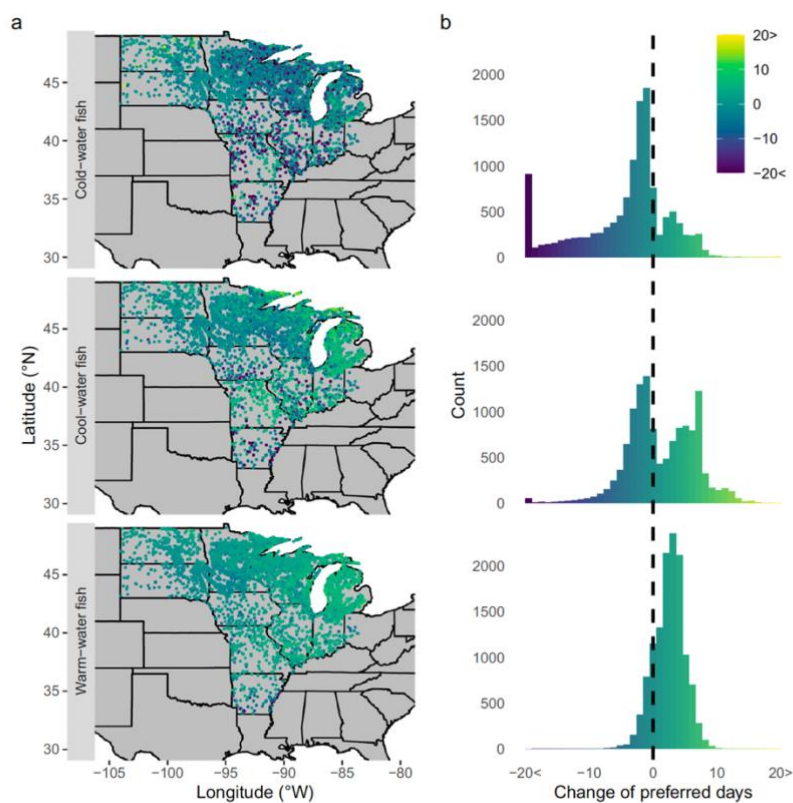 a
b
45
40
35
30
Cold−water fish
2000
1500
1000
500
0
20>
10
0
−10
−20<
45
40
35
30
Cool−water fish
Latitude (°N)
2000
1500
1000
500
0
Count
45
40
35
30
Warm−water fish
2000
1500
1000
500
0
−105 −100 −95 −90 −85 −80
Longitude (°W)
−20< −10 0 10 20>
Change of preferred days